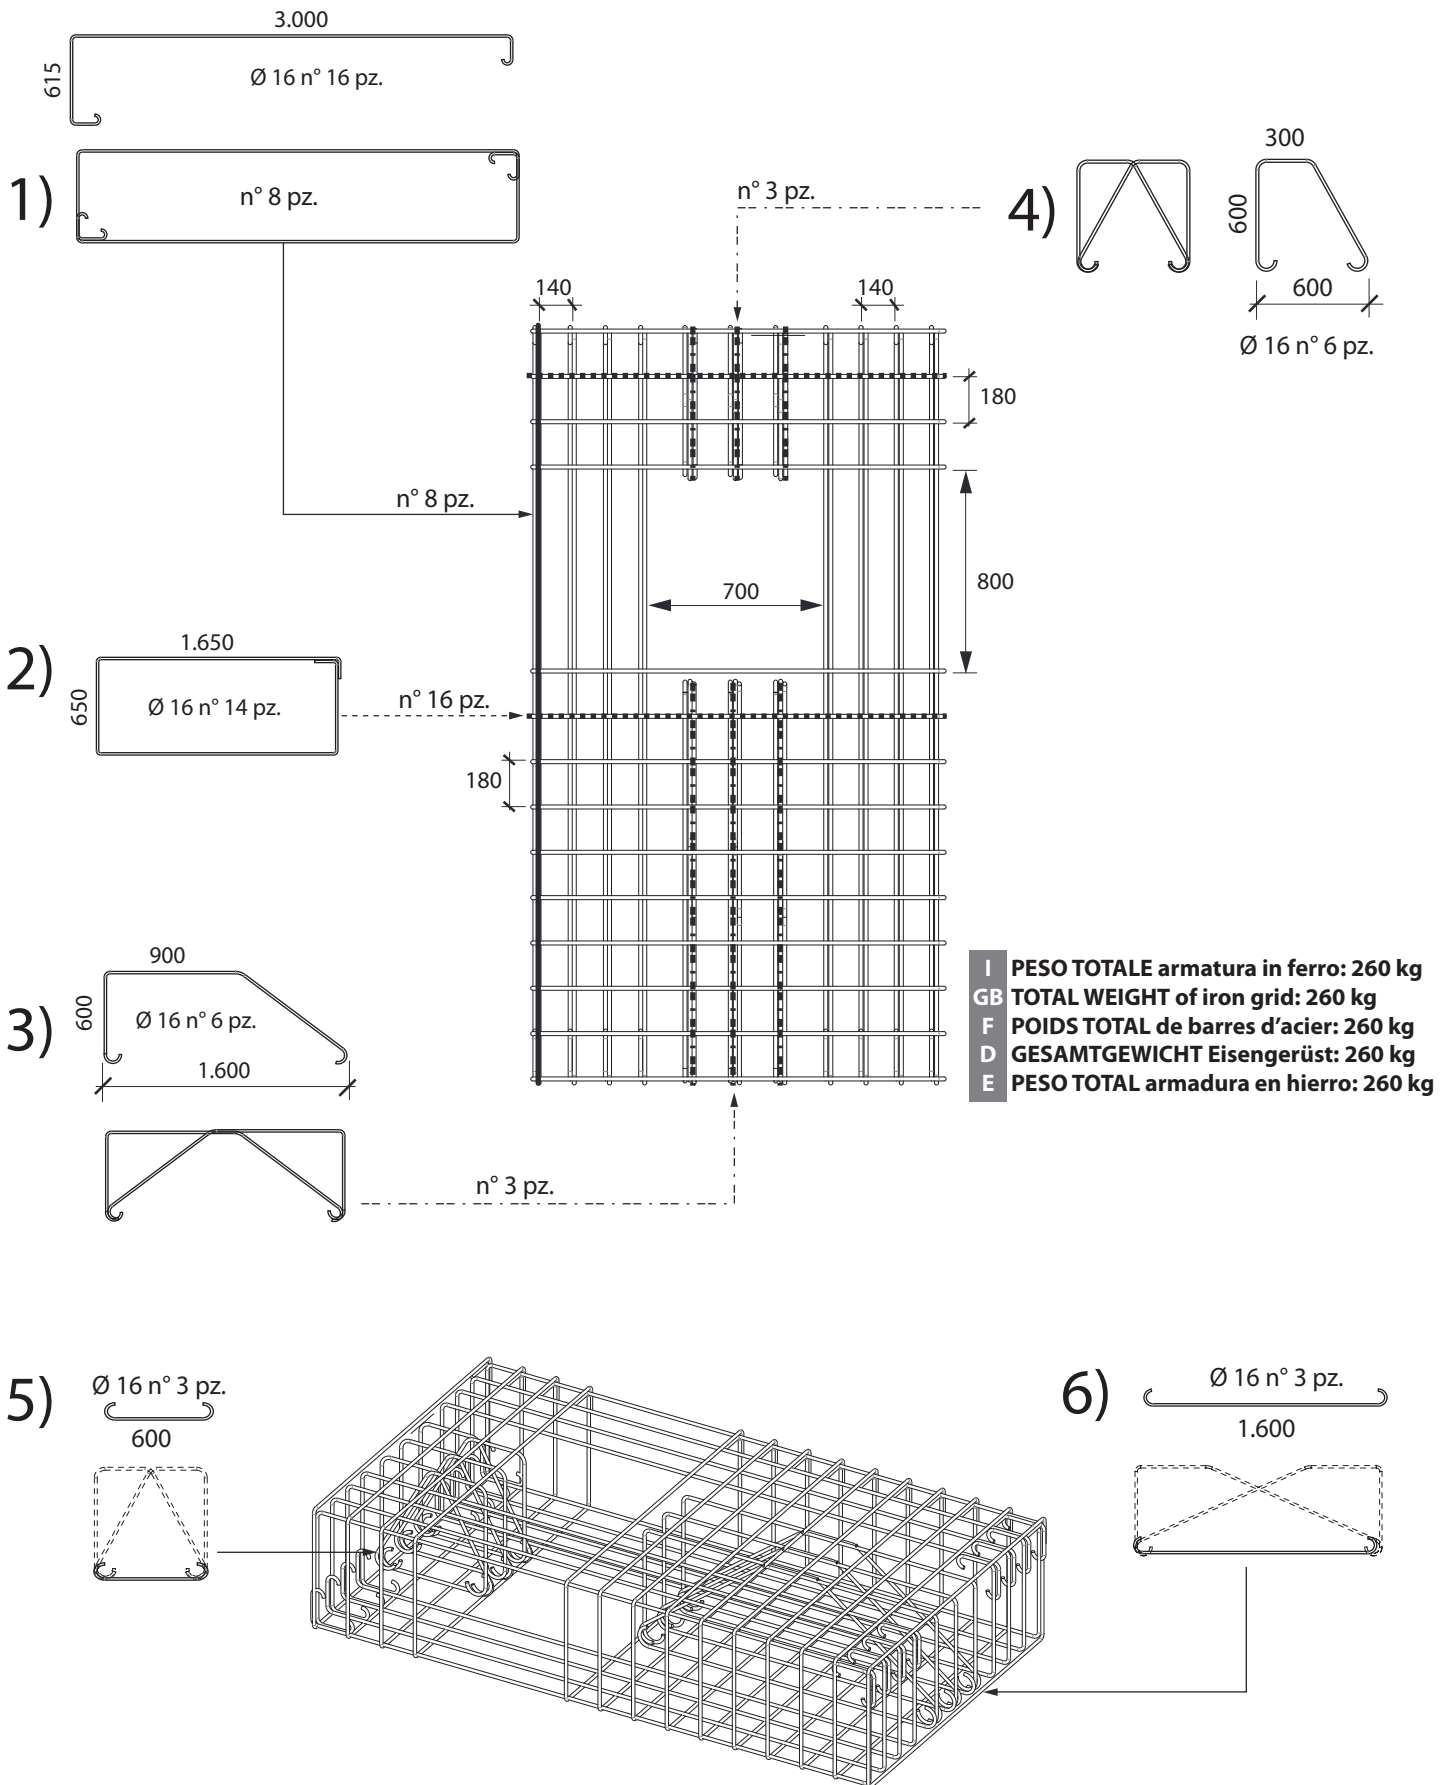 3.000
615
Ø 16 n° 16 pz.
1)
n° 8 pz.
n° 3 pz.
4)
300
600
600
Ø 16 n° 6 pz.
140
140
180
n° 8 pz.
800
700
2)
1.650
650
Ø 16 n° 14 pz.
n° 16 pz.
180
3)
900
600
Ø 16 n° 6 pz.
1.600
n° 3 pz.
I PESO TOTALE armatura in ferro: 260 kg
GB TOTAL WEIGHT of iron grid: 260 kg
F POIDS TOTAL de barres d’acier: 260 kg
D GESAMTGEWICHT Eisengerüst: 260 kg
E PESO TOTAL armadura en hierro: 260 kg
5)
Ø 16 n° 3 pz.
600
6)
Ø 16 n° 3 pz.
1.600